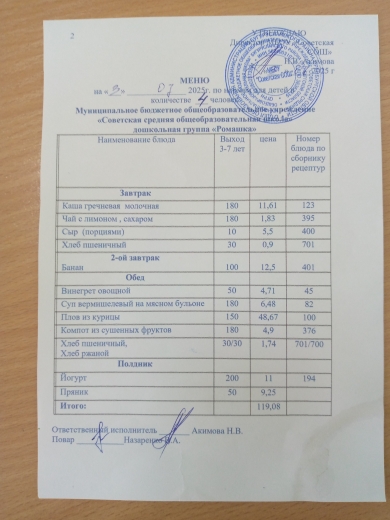 2
УТВЕРЖДАЮ
Директор МБОУ «Советская
СОШ»
Н.В. Акимова
2025 г
МЕНЮ
на « 3 » 2025г. по нормам для детей и
количестве 4 человек
Муниципальное бюджетное общеобразовательное учреждение
«Советская средняя общеобразовательная школа»
дошкольная группа «Ромашка»
Наименование блюда Выход 3-7 лет цена Номер блюда по сборнику рецептур
Завтрак
Каша гречневая молочная 180 11,61 123
Чай с лимоном , сахаром 180 1,83 395
Сыр (порциями) 10 5,5 400
Хлеб пшеничный 30 0,9 701
2-ой завтрак
Банан 100 12,5 401
Обед
Винегрет овощной 50 4,71 45
Суп вермишелевый на мясном бульоне 180 6,48 82
Плов из курицы 150 48,67 100
Компот из сушенных фруктов 180 4,9 376
Хлеб пшеничный, 30/30 1,74 701/700
Хлеб ржаной
Полдник
Йогурт 200 11 194
Пряник 50 9,25
Итого: 119,08
Ответственный исполнитель Акимова Н.В.
Повар Назаренко А.